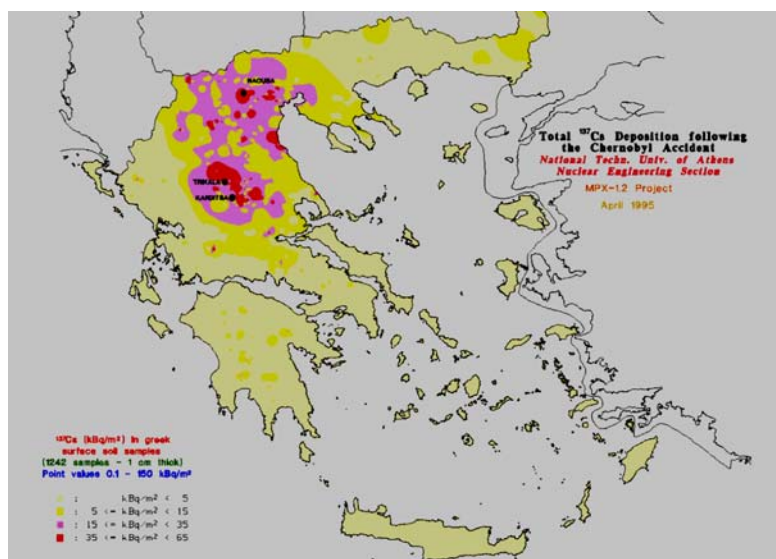 NAOUSA
Total ¹³⁷Cs Deposition following
the Chernobyl Accident
National Techn. Univ. of Athens
Nuclear Engineering Section
MPX-1.2 Project
April 1995
TRIKALA
KARDITSA
¹³⁷Cs (kBq/m²) in greek
surface soil samples
(1242 samples - 1 cm thick)
Point values 0.1 - 150 kBq/m²
: kBq/m² < 5
: 5 <= kBq/m² < 15
: 15 <= kBq/m² < 35
: 35 <= kBq/m² < 65